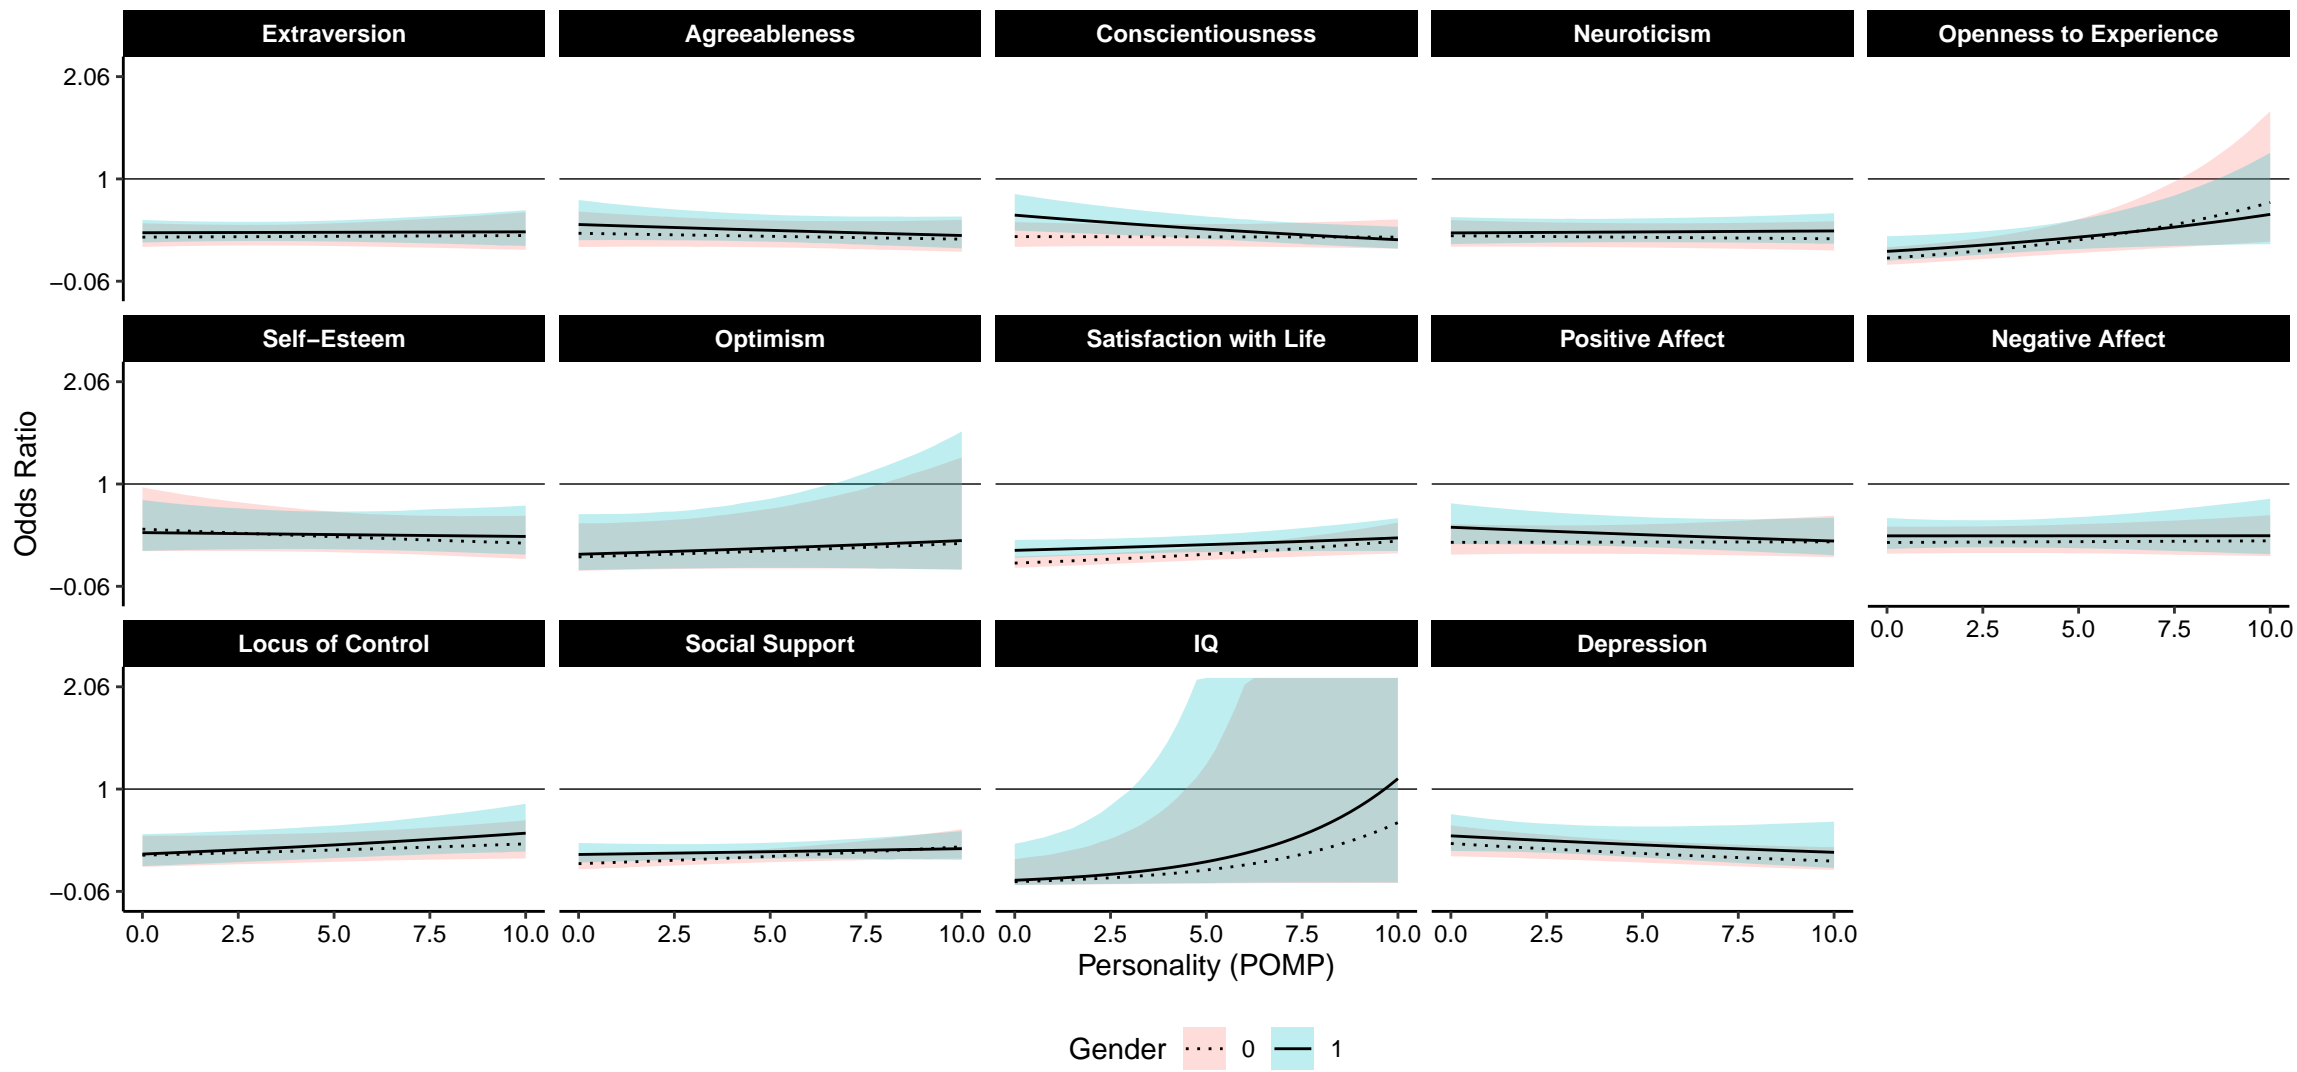 Extraversion Agreeableness Conscientiousness Neuroticism Openness to Experience
2.06
1
−0.06
Self−Esteem Optimism Satisfaction with Life Positive Affect Negative Affect
2.06
1
−0.06
0.0 2.5 5.0 7.5 10.0
Locus of Control Social Support IQ Depression
2.06
1
−0.06
0.0 2.5 5.0 7.5 10.0 0.0 2.5 5.0 7.5 10.0 0.0 2.5 5.0 7.5 10.0 0.0 2.5 5.0 7.5 10.0
Odds Ratio
Personality (POMP)
Gender 0 1